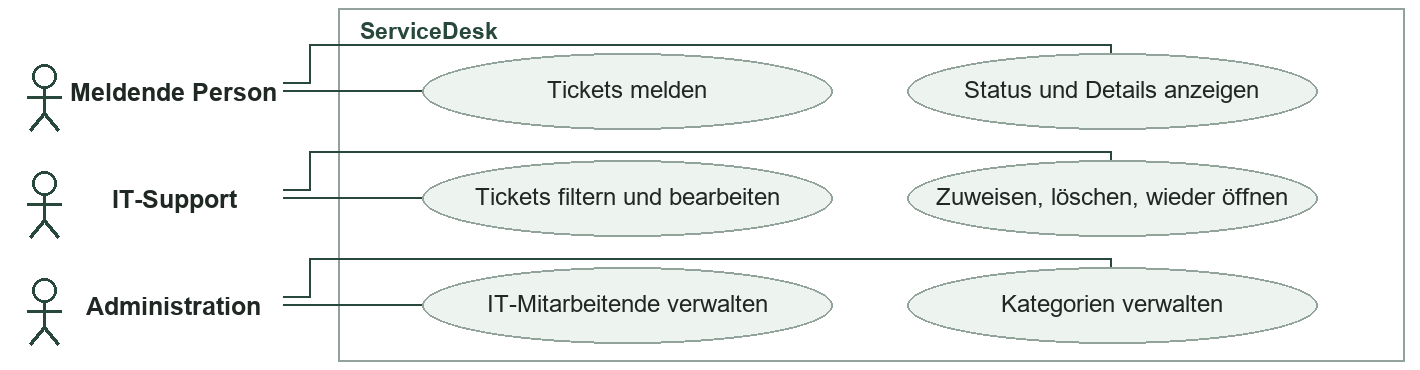 ServiceDesk
Meldende Person
Tickets melden
Status und Details anzeigen
IT-Support
Tickets filtern und bearbeiten
Zuweisen, löschen, wieder öffnen
Administration
IT-Mitarbeitende verwalten
Kategorien verwalten